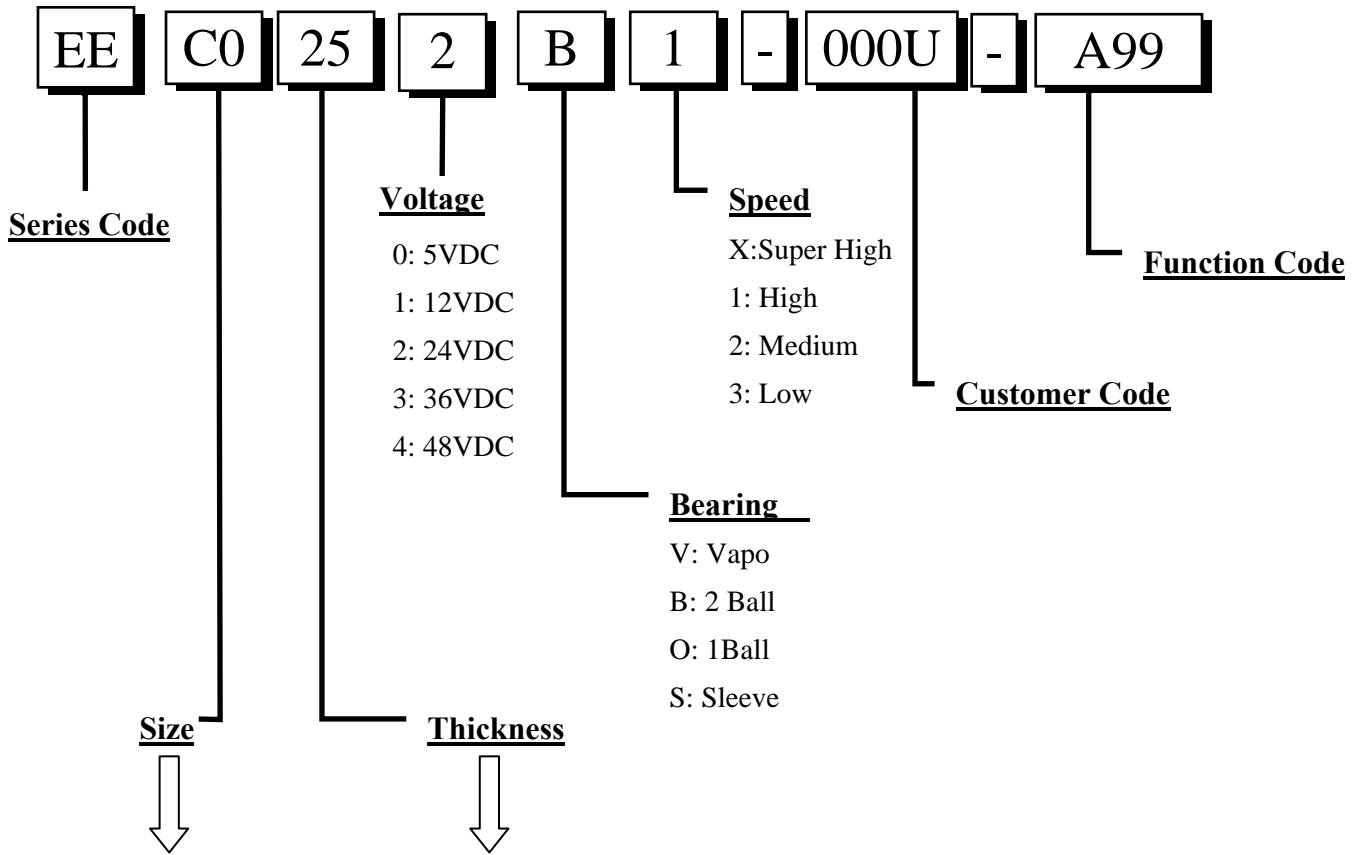 EE C0 25 2 B 1 - 000U - A99
Series Code
Voltage
0: 5VDC
1: 12VDC
2: 24VDC
3: 36VDC
4: 48VDC
Speed
X:Super High
1: High
2: Medium
3: Low
Function Code
Customer Code
Bearing
V: Vapo
B: 2 Ball
O: 1Ball
S: Sleeve
Size
Thickness